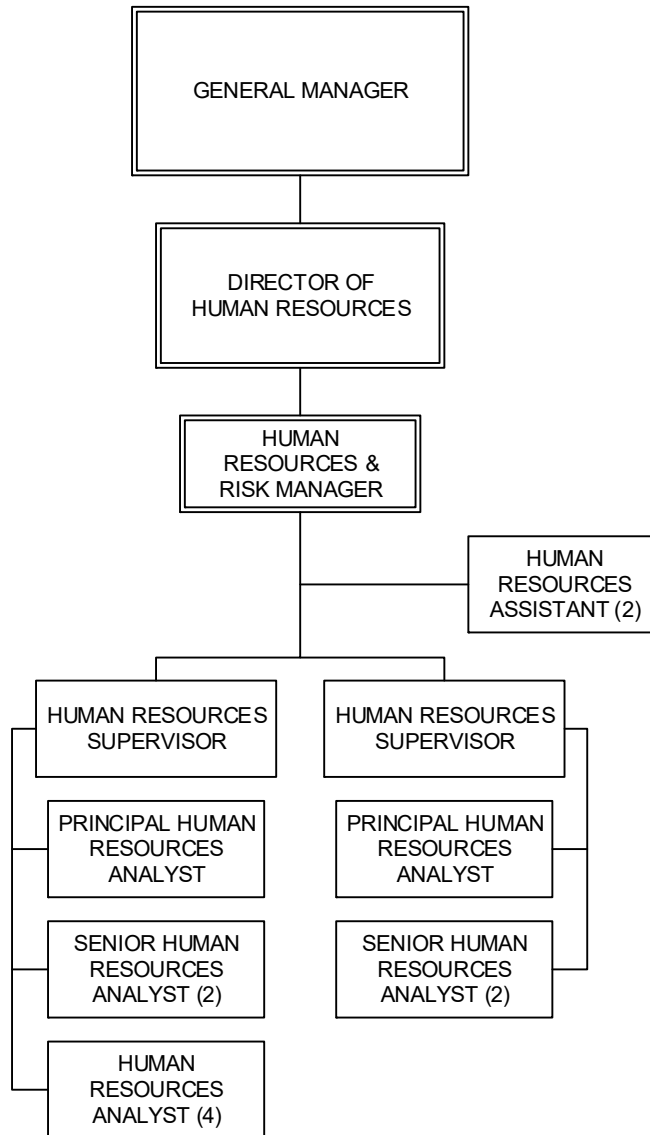 GENERAL MANAGER
DIRECTOR OF
HUMAN RESOURCES
HUMAN
RESOURCES &
RISK MANAGER
HUMAN
RESOURCES
ASSISTANT (2)
HUMAN RESOURCES
SUPERVISOR
PRINCIPAL HUMAN
RESOURCES
ANALYST
SENIOR HUMAN
RESOURCES
ANALYST (2)
HUMAN
RESOURCES
ANALYST (4)
HUMAN RESOURCES
SUPERVISOR
PRINCIPAL HUMAN
RESOURCES
ANALYST
SENIOR HUMAN
RESOURCES
ANALYST (2)